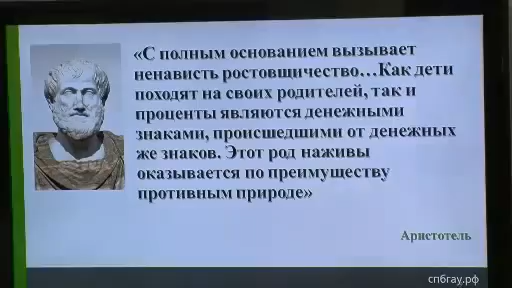 «С полным основанием вызывает
ненависть ростовщичество…Как дети
походят на своих родителей, так и
проценты являются денежными
знаками, происшедшими от денежных
же знаков. Этот род наживы
оказывается по преимуществу
противным природе»
Аристотель
спбгау.рф